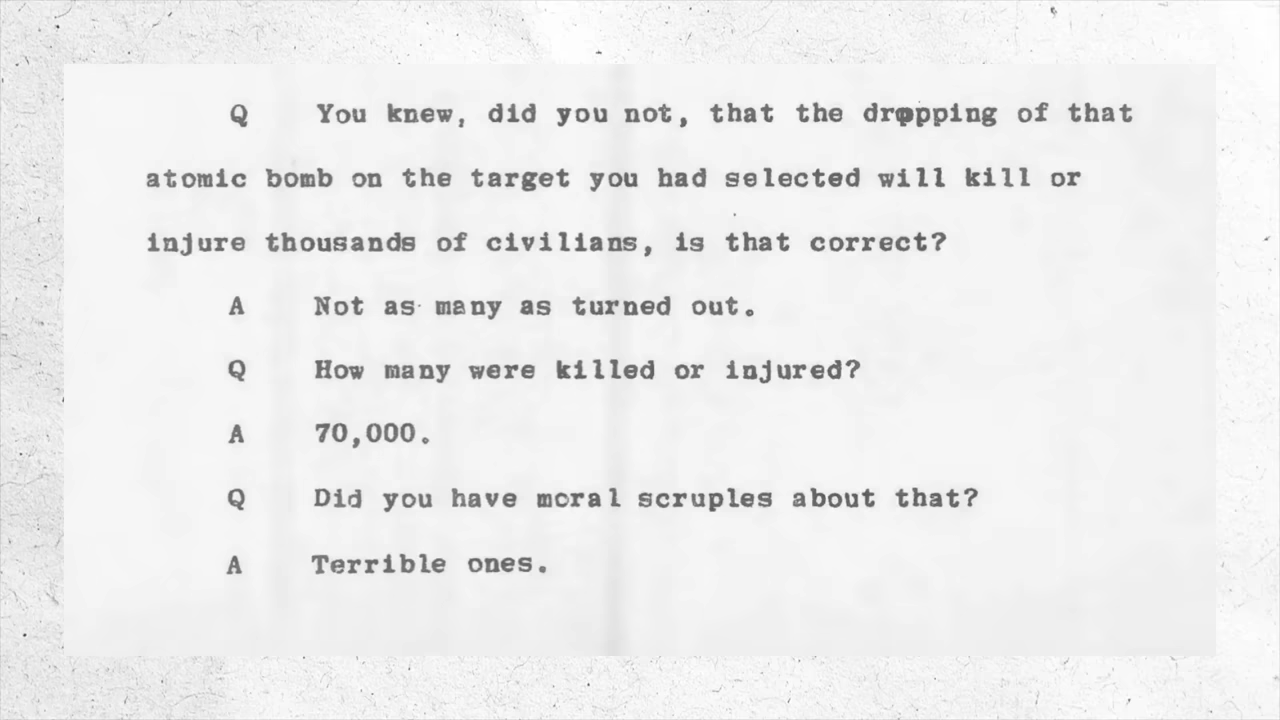 Q You knew, did you not, that the dropping of that
atomic bomb on the target you had selected will kill or
injure thousands of civilians, is that correct?
A Not as many as turned out.
Q How many were killed or injured?
A 70,000.
Q Did you have moral scruples about that?
A Terrible ones.